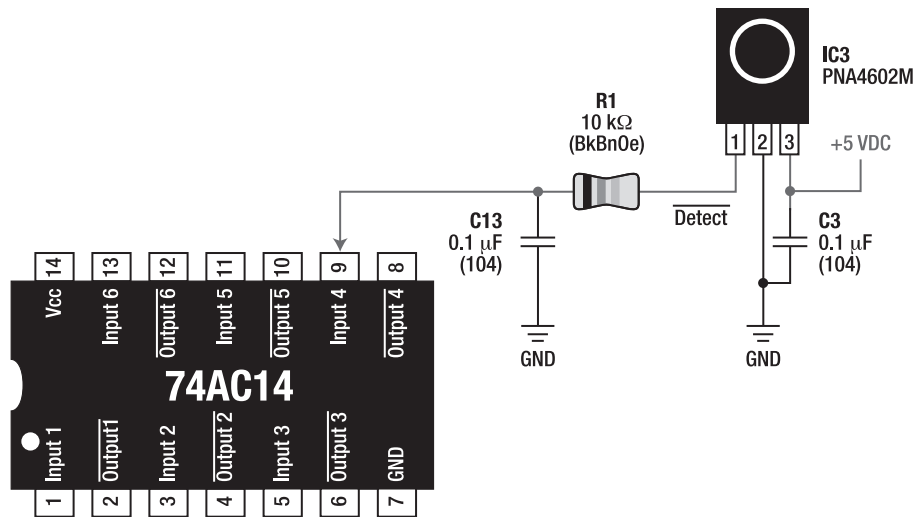 IC3
PNA4602M
R1
10 kΩ
(BkBnOe)
1 2 3
+5 VDC
Detect
C13
0.1 μF
(104)
C3
0.1 μF
(104)
GND
GND
14 13 12 11 10 9 8
Vcc Input 6 Output 6 Input 5 Output 5 Input 4 Output 4
74AC14
Input 1 Output1 Input 2 Output 2 Input 3 Output 3 GND
1 2 3 4 5 6 7